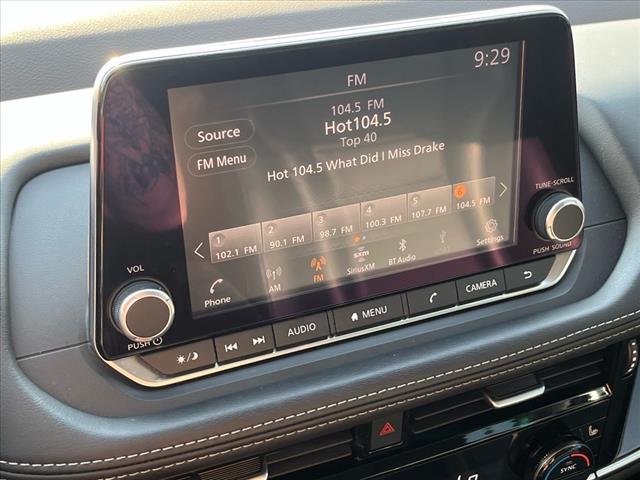 9:29
FM
104.5 FM
Hot104.5
Top 40
Source
FM Menu
Hot 104.5 What Did I Miss Drake
1 2 3 4 5 6
102.1 FM 90.1 FM 98.7 FM 100.3 FM 107.7 FM 104.5 FM
Phone AM FM SiriusXM BT Audio Settings
sxm
VOL
PUSH
TUNE·SCROLL
PUSH SOUND
AUDIO
MENU
CAMERA
SYNC